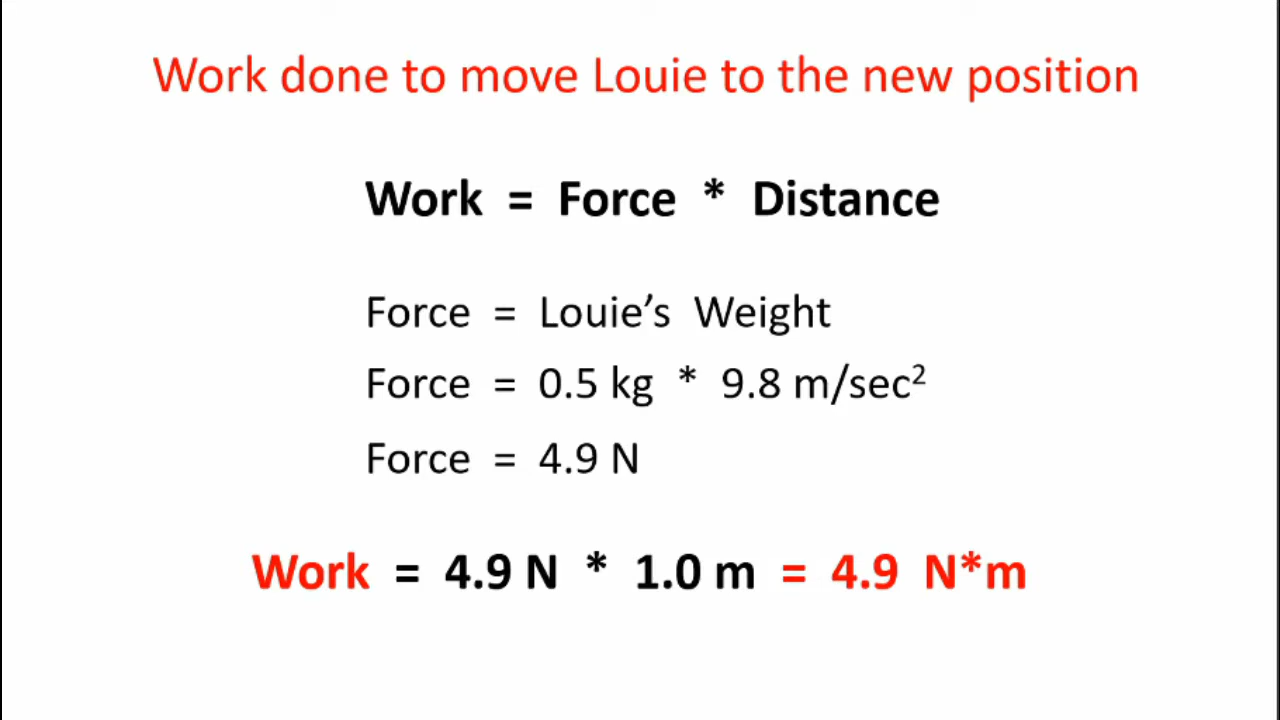 Work done to move Louie to the new position
Work = Force * Distance
Force = Louie’s Weight
Force = 0.5 kg * 9.8 m/sec²
Force = 4.9 N
Work = 4.9 N * 1.0 m = 4.9 N*m